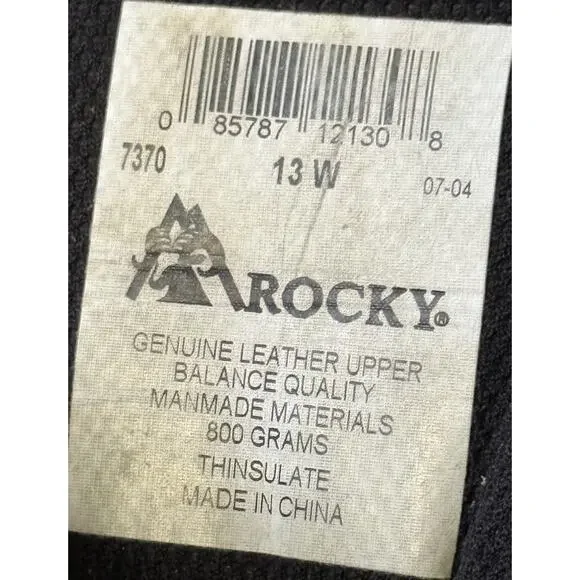 0 85787 12130 8
7370 13 W 07-04
ROCKY®
GENUINE LEATHER UPPER
BALANCE QUALITY
MANMADE MATERIALS
800 GRAMS
THINSULATE
MADE IN CHINA